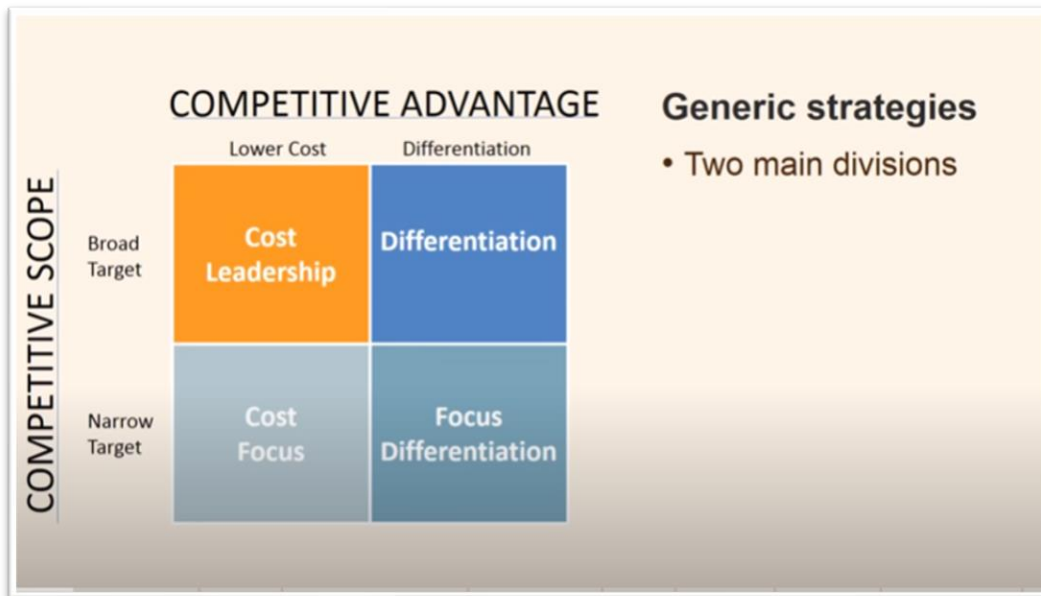 COMPETITIVE ADVANTAGE
Lower Cost
Differentiation
COMPETITIVE SCOPE
Broad
Target
Cost
Leadership
Differentiation
Narrow
Target
Cost
Focus
Focus
Differentiation
Generic strategies
• Two main divisions